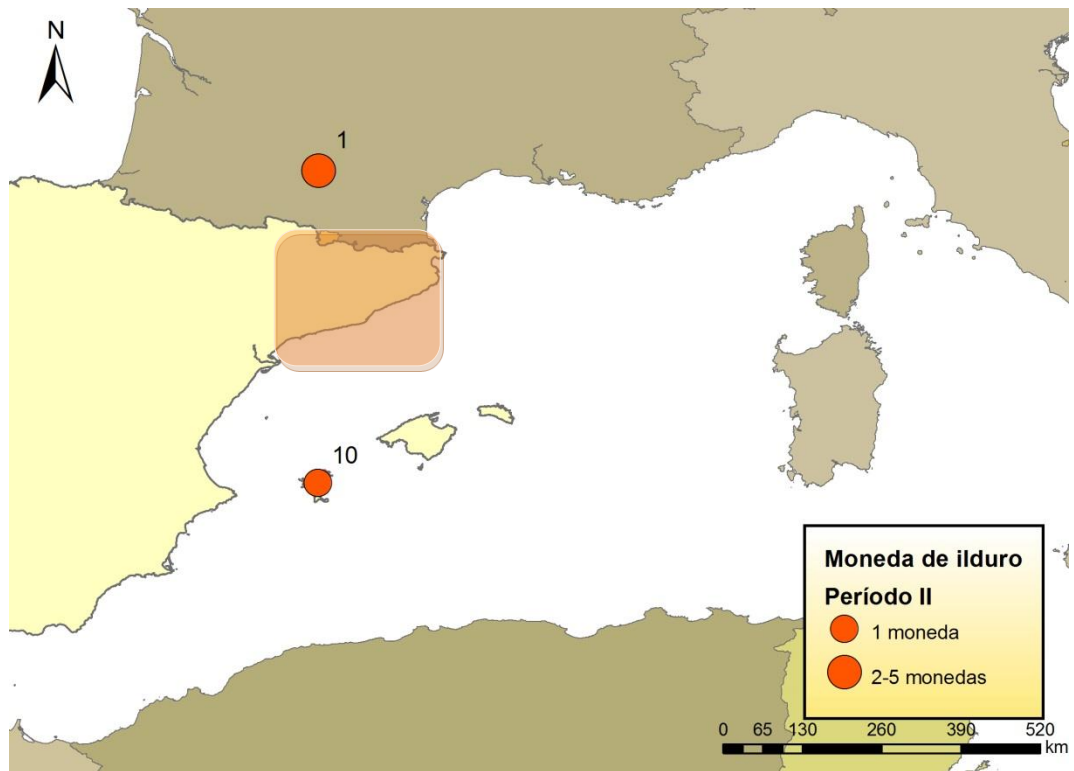 N
1
10
Moneda de ilduro
Período II
1 moneda
2-5 monedas
0 65 130 260 390 520
km